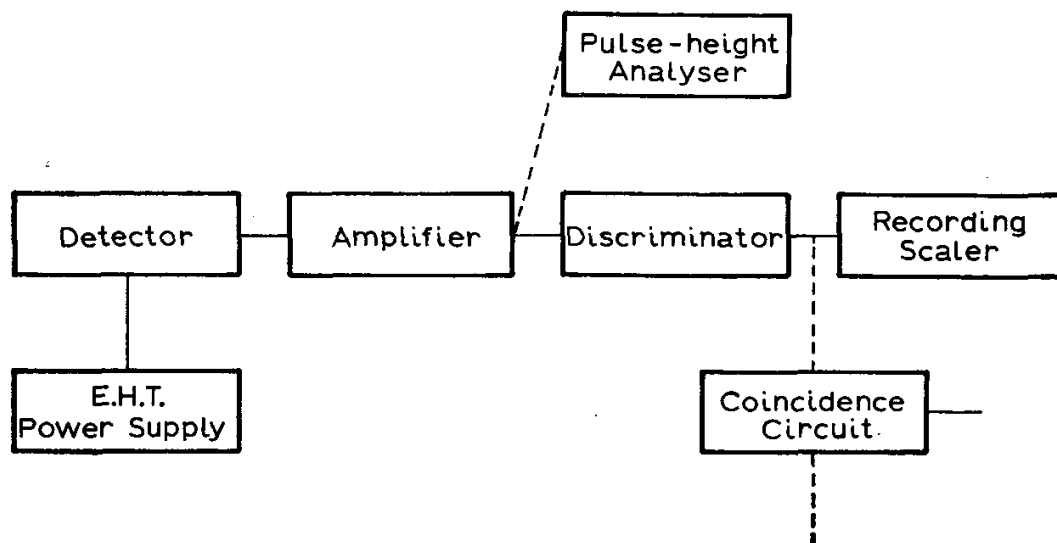 Pulse-height
Analyser
Detector
Amplifier
Discriminator
Recording
Scaler
E.H.T.
Power Supply
Coincidence
Circuit